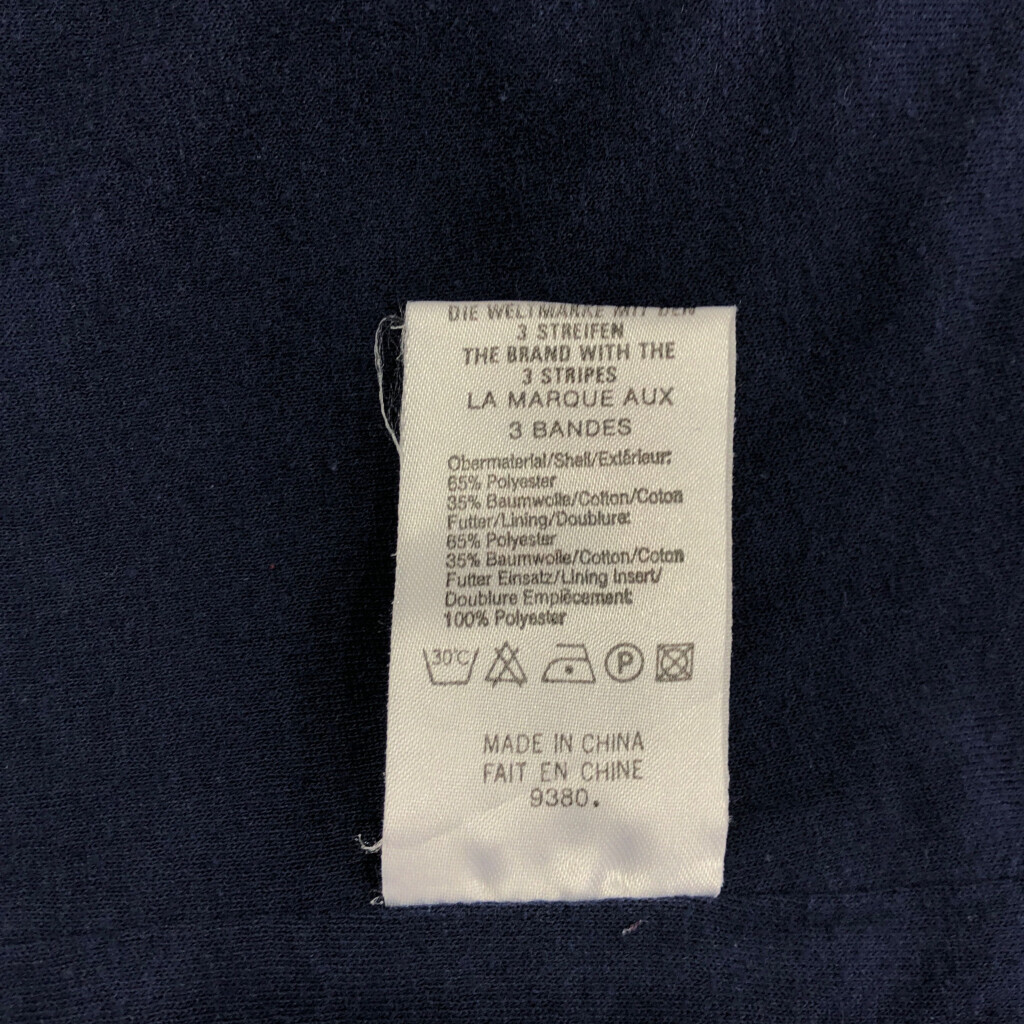 DIE WELTMARKE MIT DEN
3 STREIFEN
THE BRAND WITH THE
3 STRIPES
LA MARQUE AUX
3 BANDES
Obermaterial/Shell/Extérieur:
65% Polyester
35% Baumwolle/Cotton/Coton
Futter/Lining/Doublure:
65% Polyester
35% Baumwolle/Cotton/Coton
Futter Einsatz/Lining Insert/
Doublure Emplècement:
100% Polyester
30°C P
MADE IN CHINA
FAIT EN CHINE
9380.